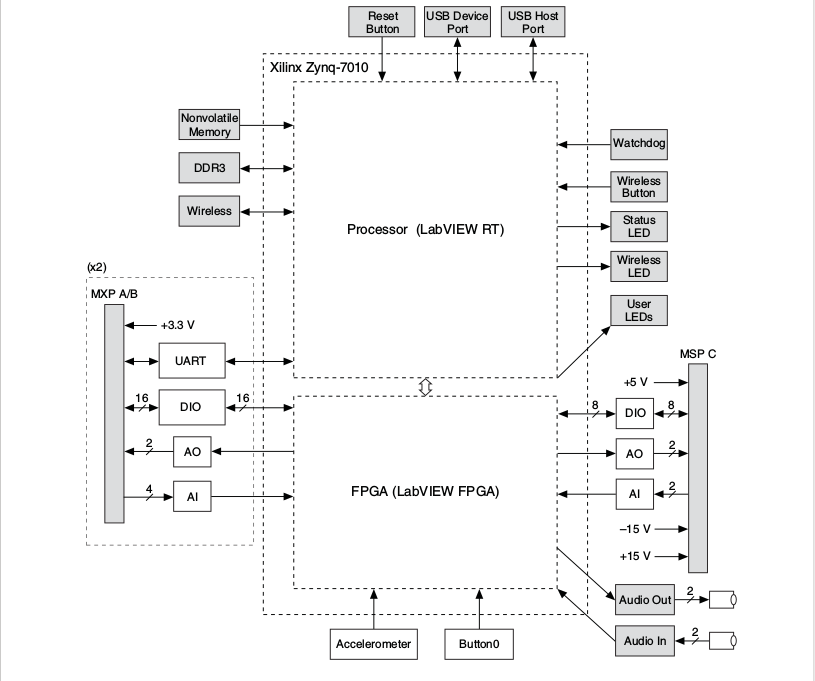 Reset
Button
USB Device
Port
USB Host
Port
Xilinx Zynq-7010
Nonvolatile
Memory
DDR3
Wireless
Processor (LabVIEW RT)
Watchdog
Wireless
Button
Status
LED
Wireless
LED
User
LEDs
(x2)
MXP A/B
+3.3 V
UART
16
DIO
16
2
AO
4
AI
FPGA (LabVIEW FPGA)
MSP C
+5 V
8
DIO
8
AO
2
AI
2
–15 V
+15 V
Audio Out
2
Audio In
2
Accelerometer
Button0